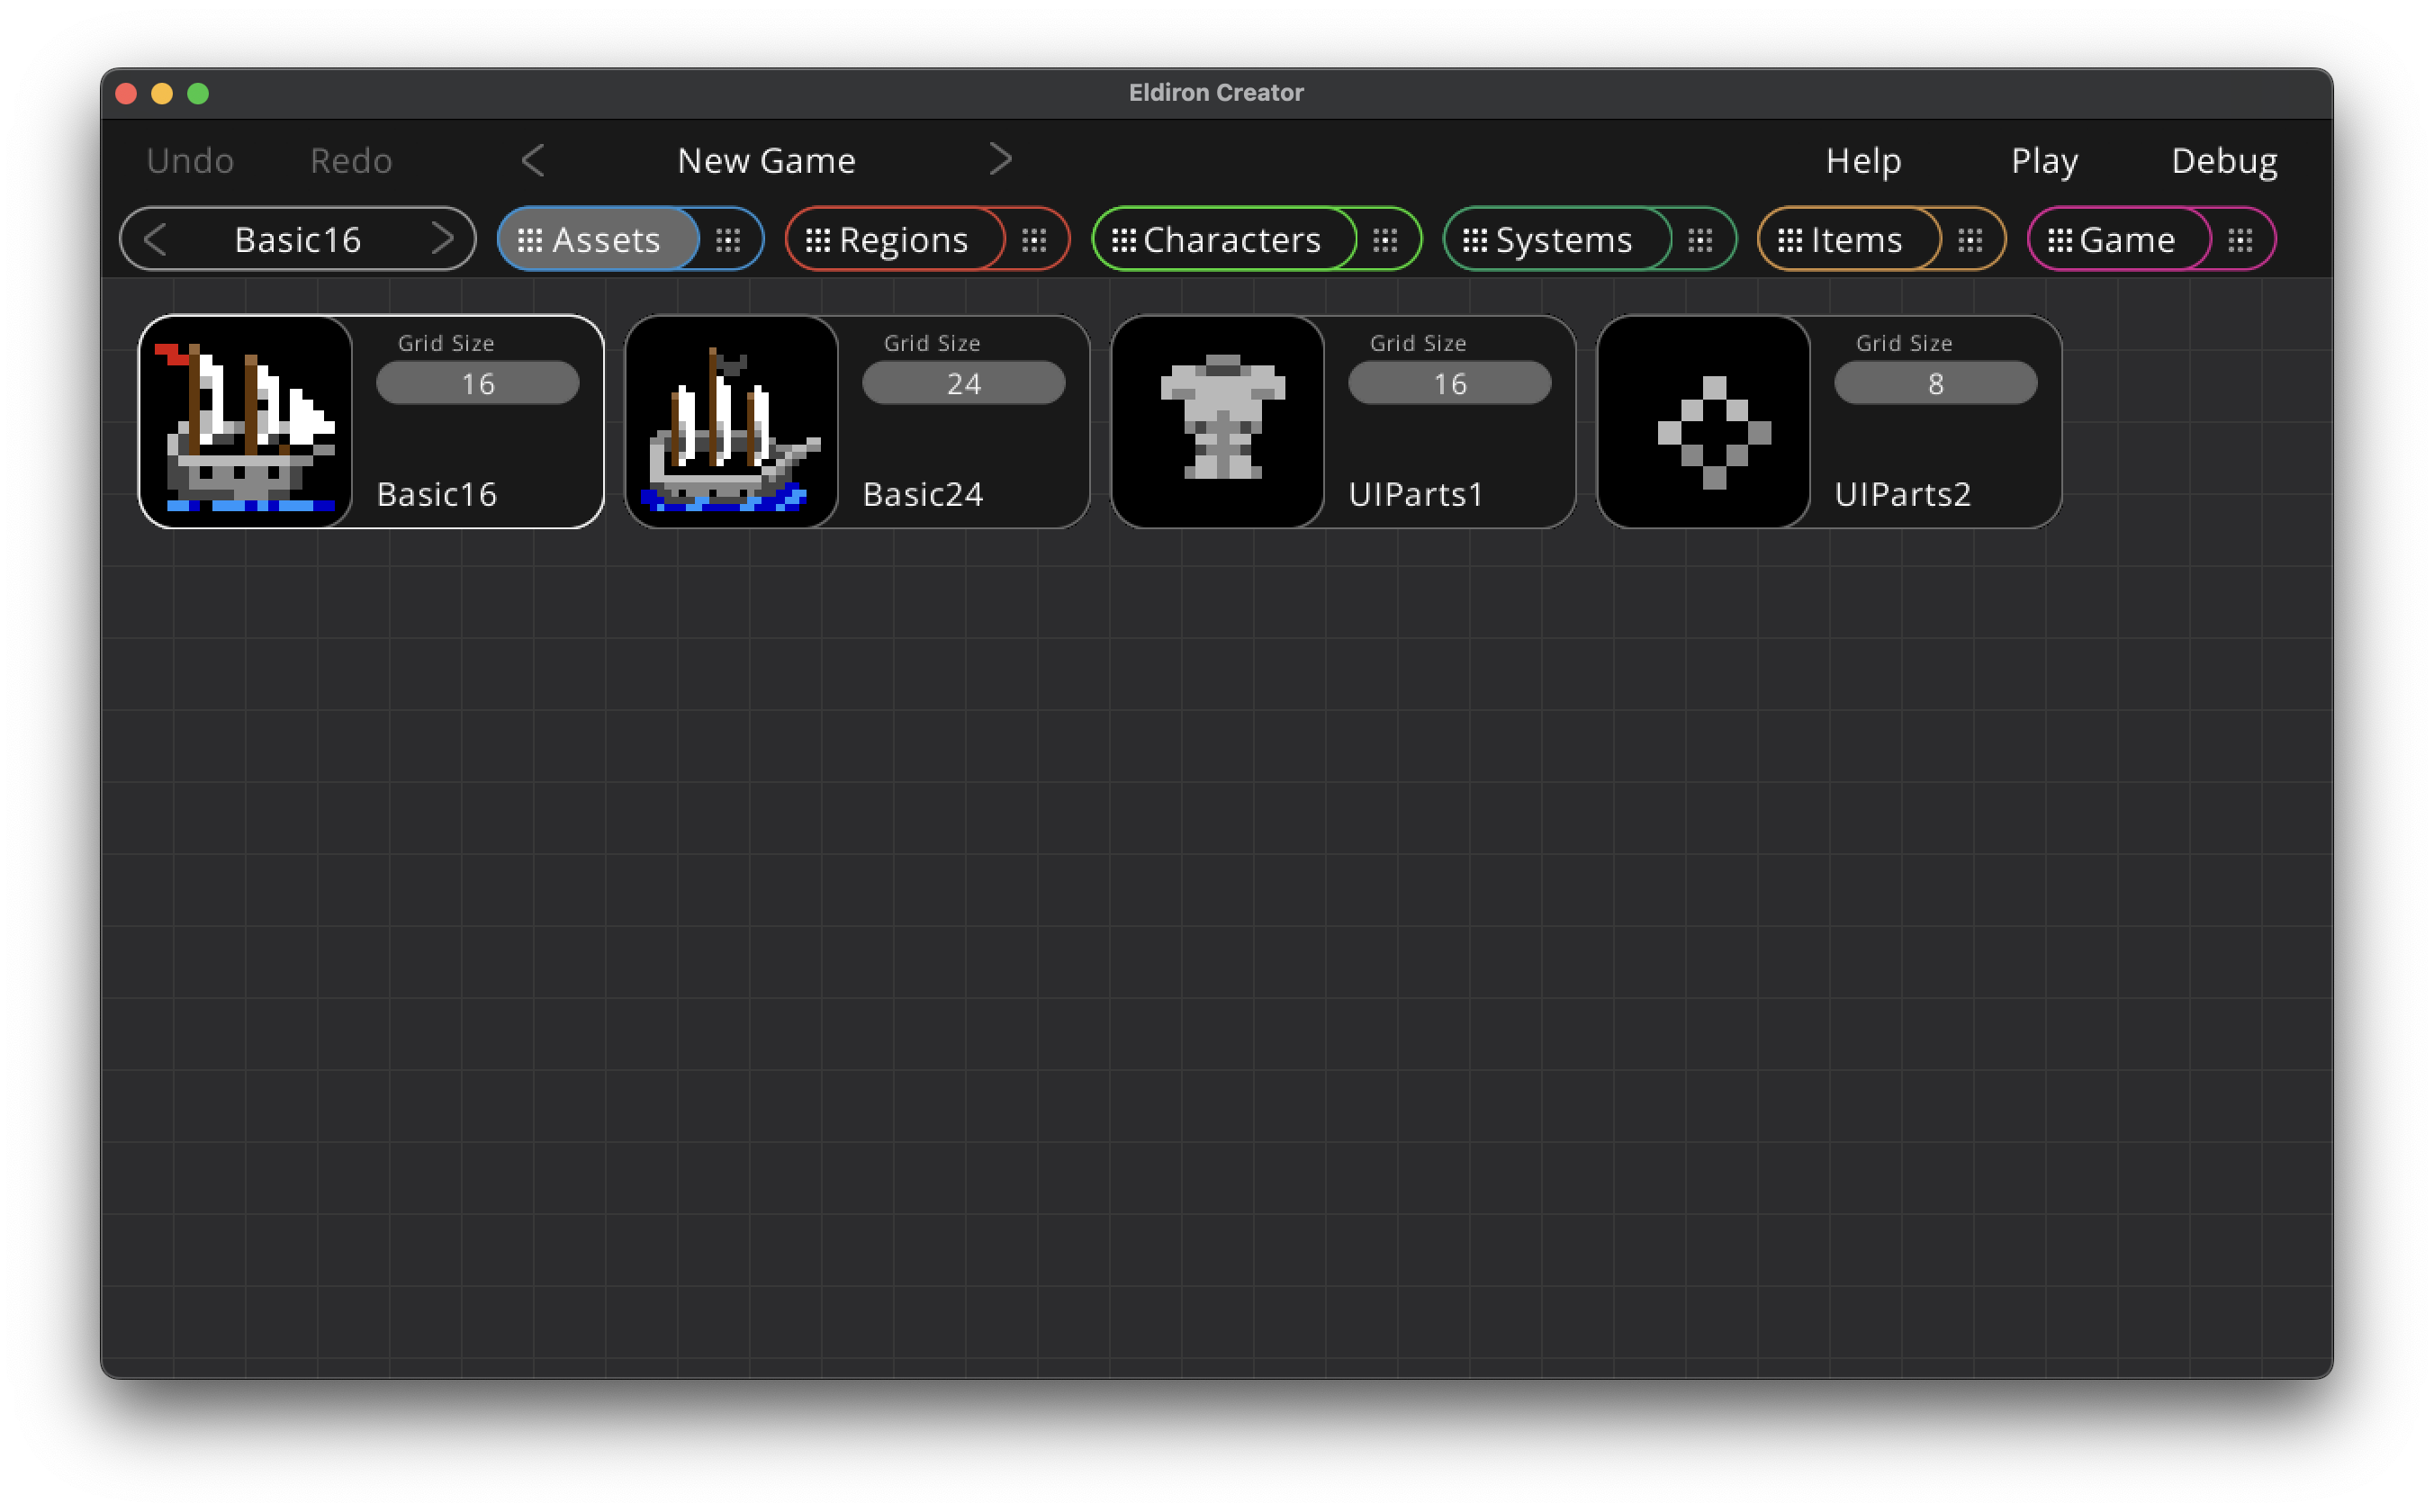 Eldiron Creator
Undo Redo < New Game > Help Play Debug
< Basic16 > Assets Regions Characters Systems Items Game
Grid Size Grid Size Grid Size Grid Size
16 24 16 8
Basic16 Basic24 UIParts1 UIParts2